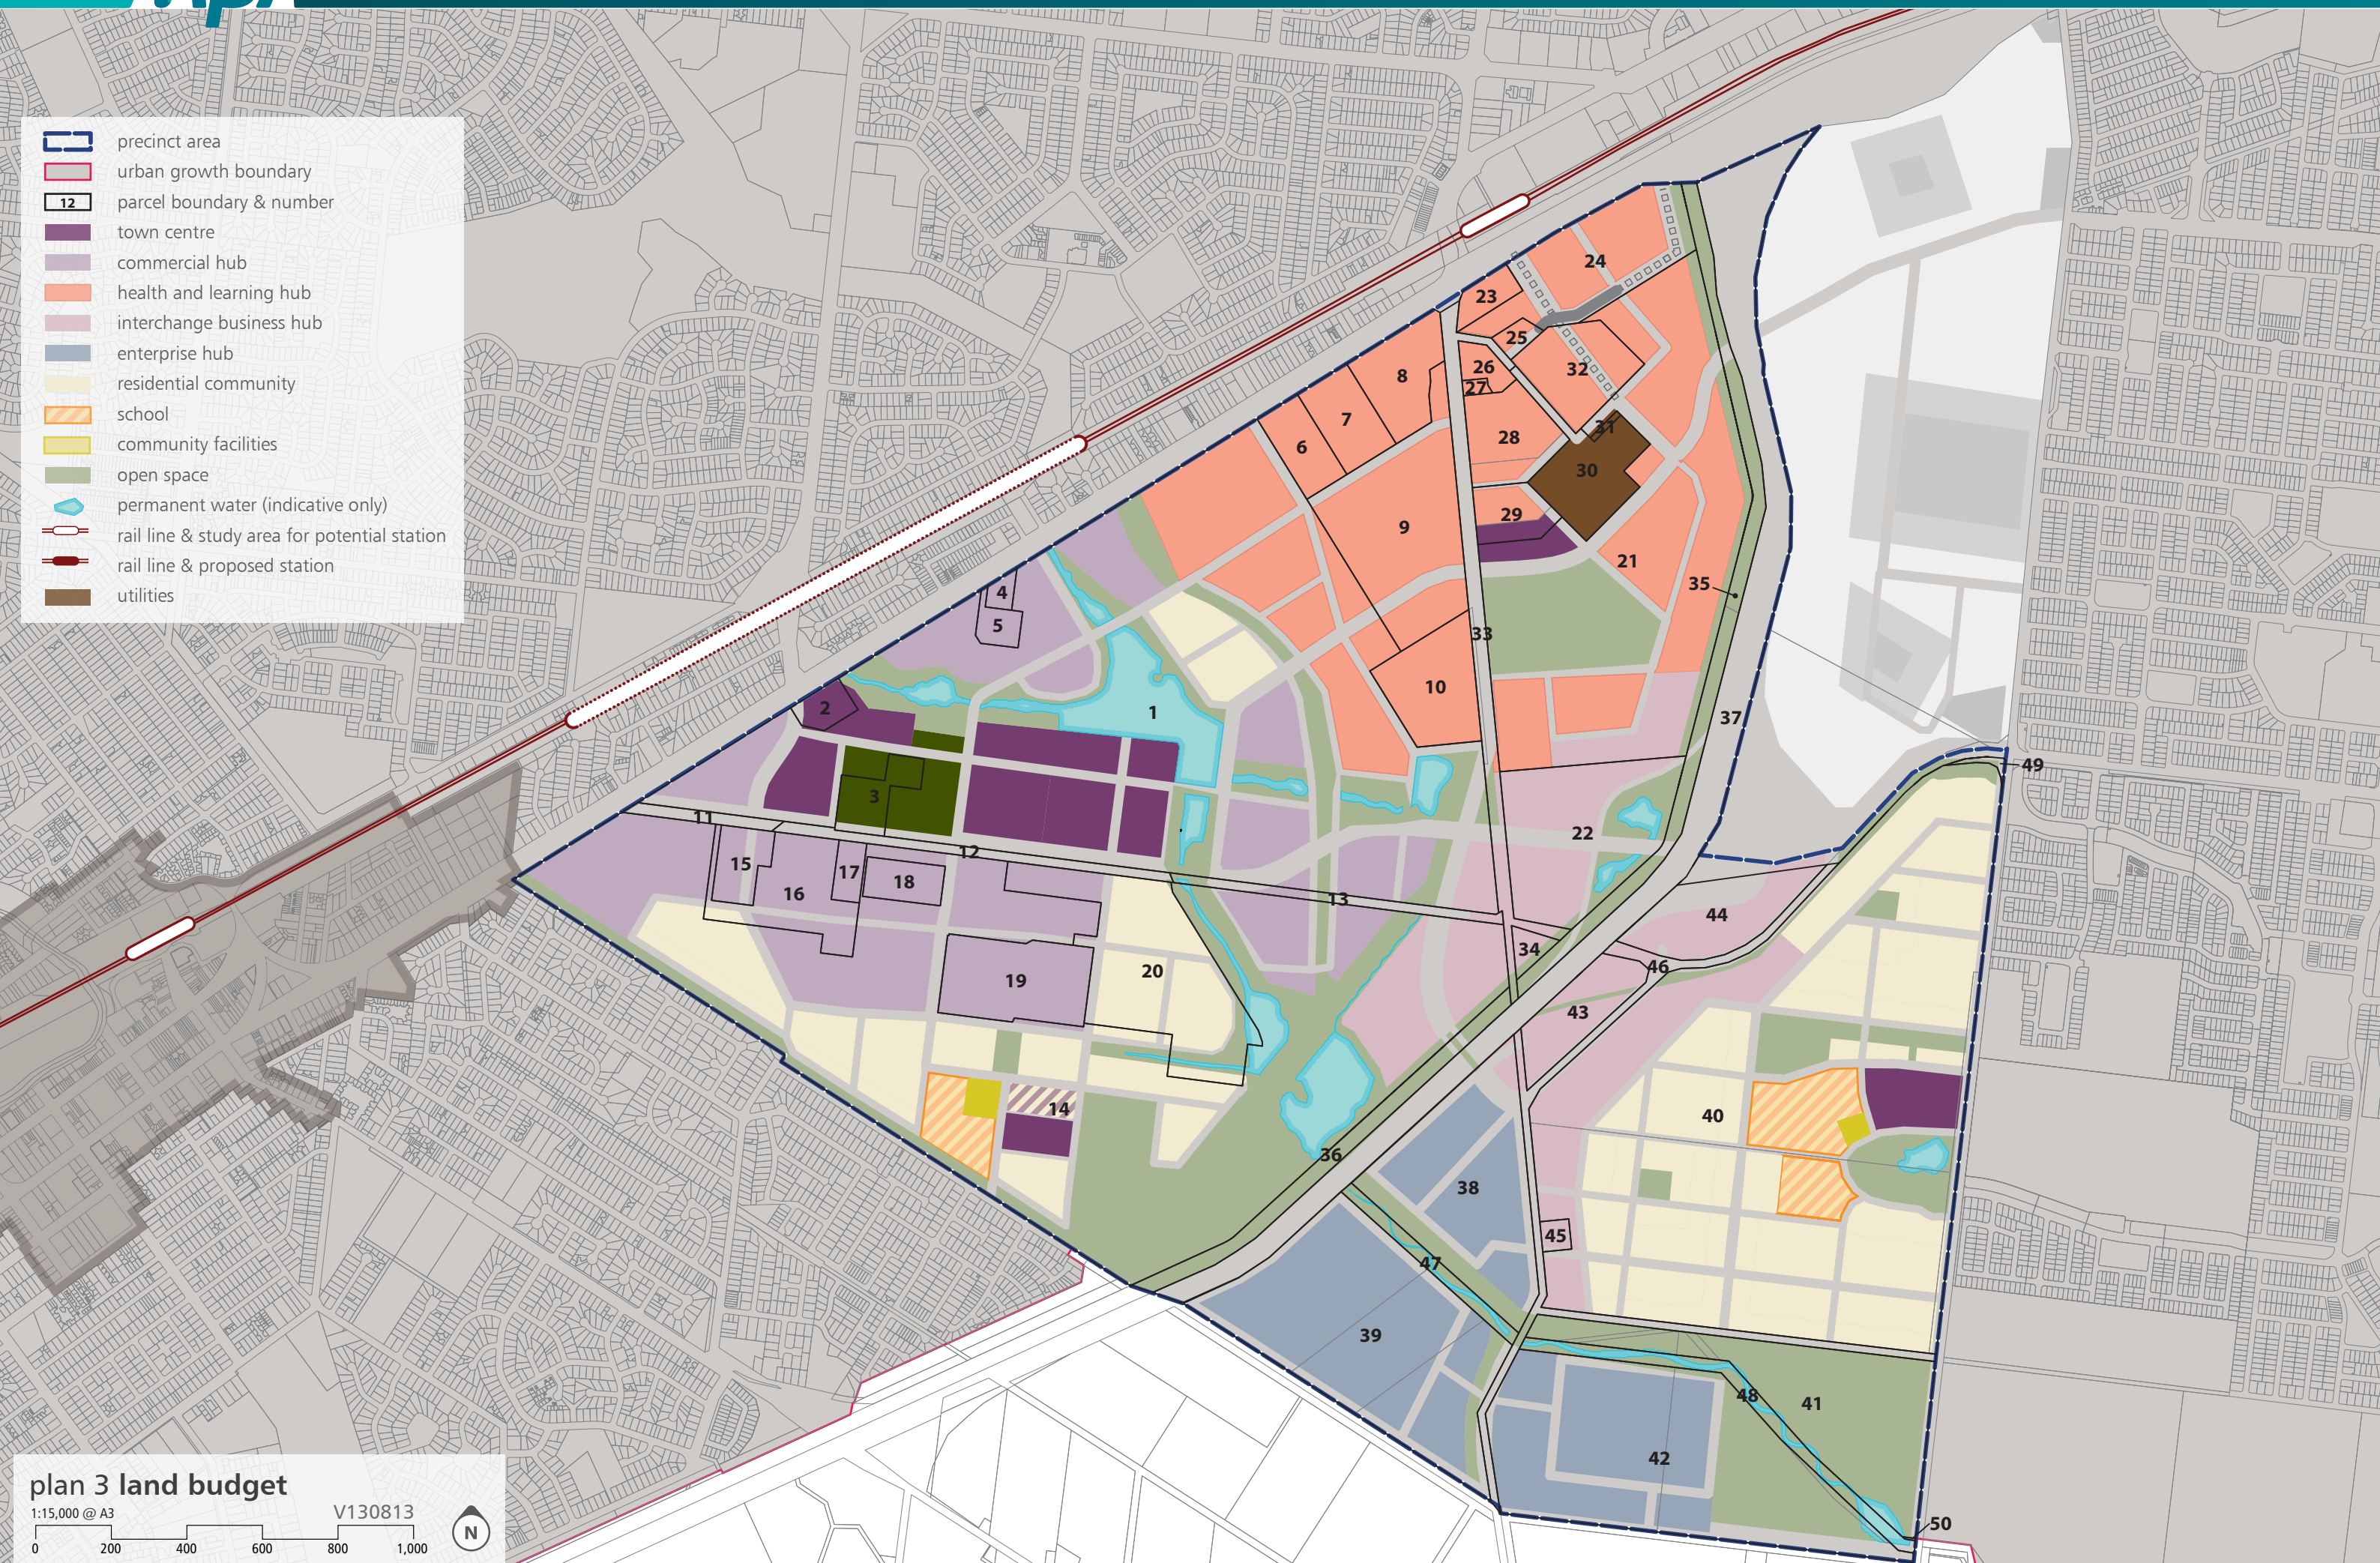 precinct area
urban growth boundary
12 parcel boundary & number
town centre
commercial hub
health and learning hub
interchange business hub
enterprise hub
residential community
school
community facilities
open space
permanent water (indicative only)
rail line & study area for potential station
rail line & proposed station
utilities
24
23
25
26
27
32
8
7
6
28
31
30
9
29
21
35
4
5
33
10
1
2
37
49
3
11
22
12
15
16
17
18
13
44
34
46
19
20
43
14
40
36
38
45
47
39
48
41
42
50
plan 3 land budget
1:15,000 @ A3
V130813
N
0 200 400 600 800 1,000